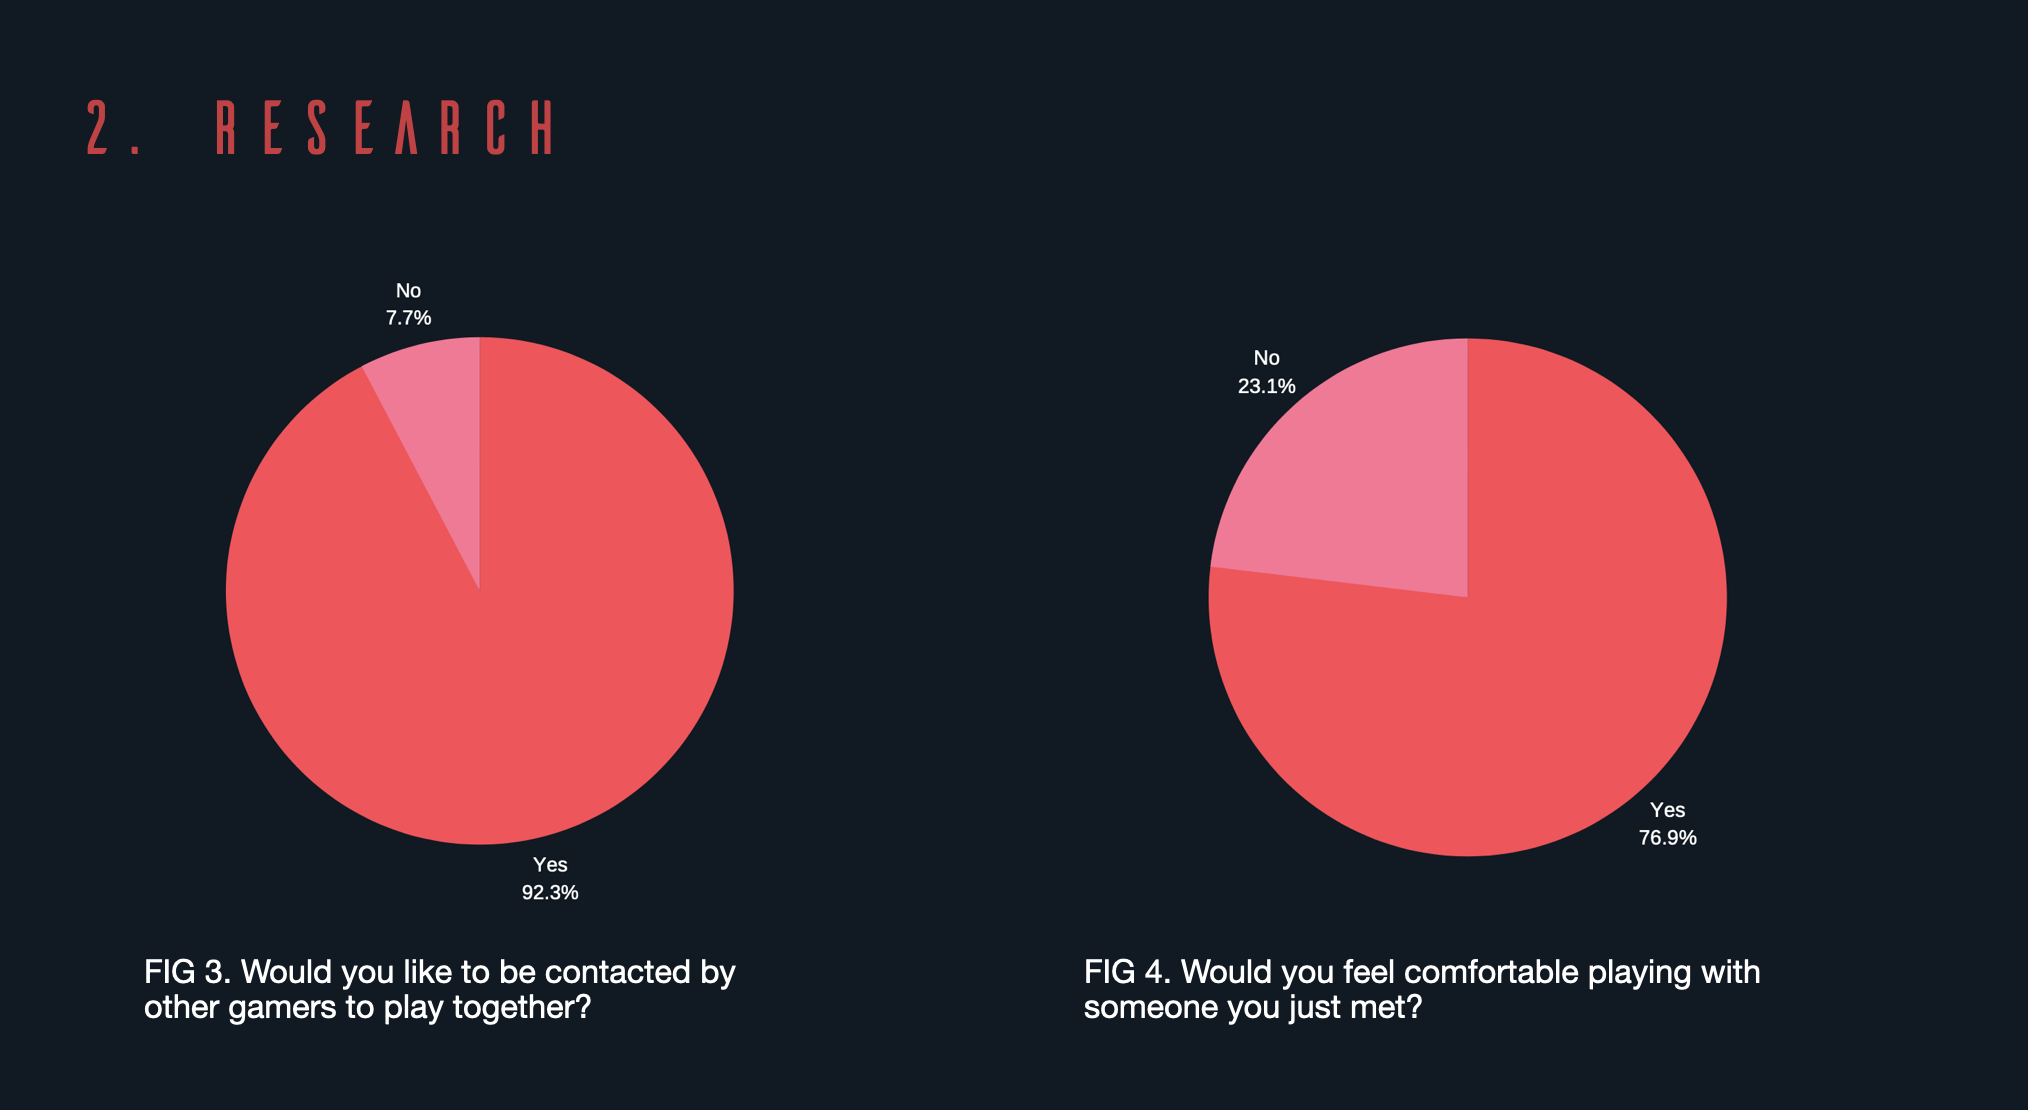 2. RESEARCH
No
7.7%
Yes
92.3%
FIG 3. Would you like to be contacted by
other gamers to play together?
No
23.1%
Yes
76.9%
FIG 4. Would you feel comfortable playing with
someone you just met?